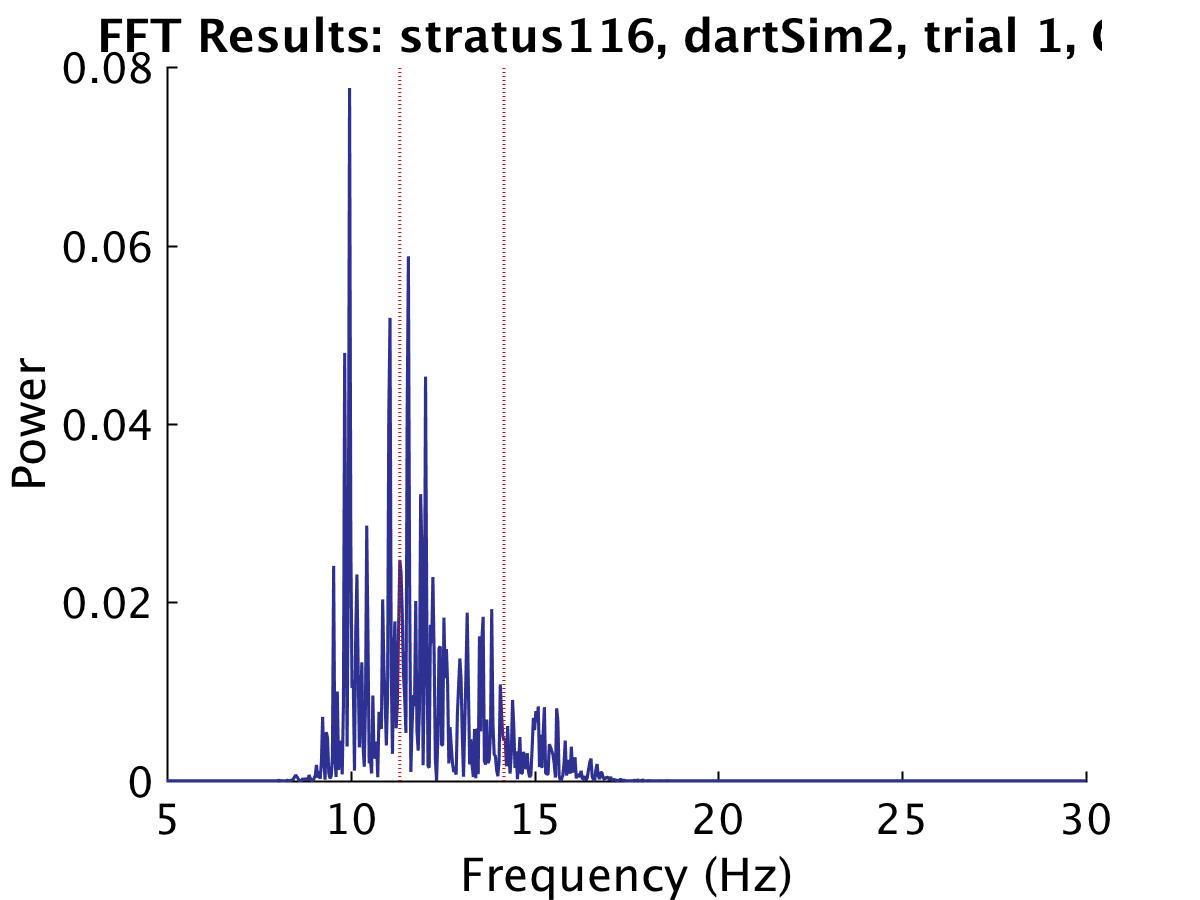 FFT Results: stratus116, dartSim2, trial 1,
0.08
0.06
0.04
0.02
0
Power
5 10 15 20 25 30
Frequency (Hz)